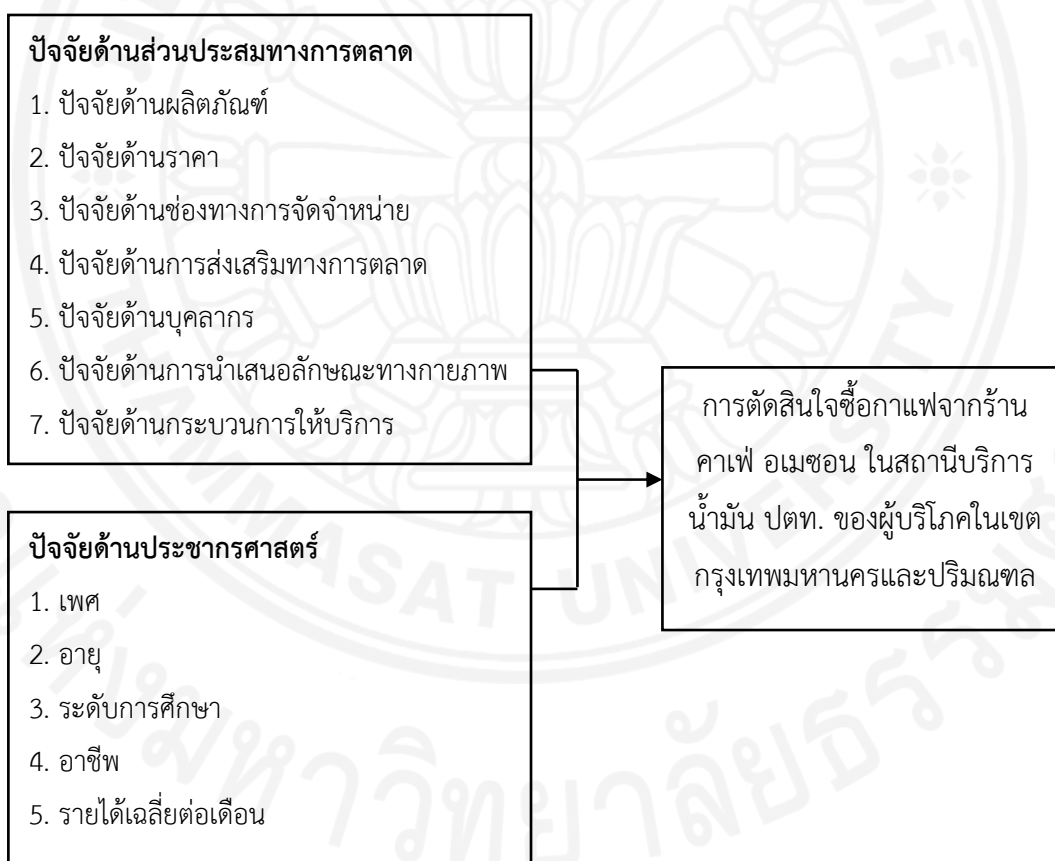 ปัจจัยด้านส่วนประสมทางการตลาด
1. ปัจจัยด้านผลิตภัณฑ์
2. ปัจจัยด้านราคา
3. ปัจจัยด้านช่องทางการจัดจำหน่าย
4. ปัจจัยด้านการส่งเสริมทางการตลาด
5. ปัจจัยด้านบุคลากร
6. ปัจจัยด้านการนำเสนอลักษณะทางกายภาพ
7. ปัจจัยด้านกระบวนการให้บริการ
ปัจจัยด้านประชากรศาสตร์
1. เพศ
2. อายุ
3. ระดับการศึกษา
4. อาชีพ
5. รายได้เฉลี่ยต่อเดือน
การตัดสินใจซื้อกาแฟจากร้าน
คาเฟ่ อเมซอน ในสถานีบริการ
น้ำมัน ปตท. ของผู้บริโภคในเขต
กรุงเทพมหานครและปริมณฑล
THAMMASAT UNIVERSITY